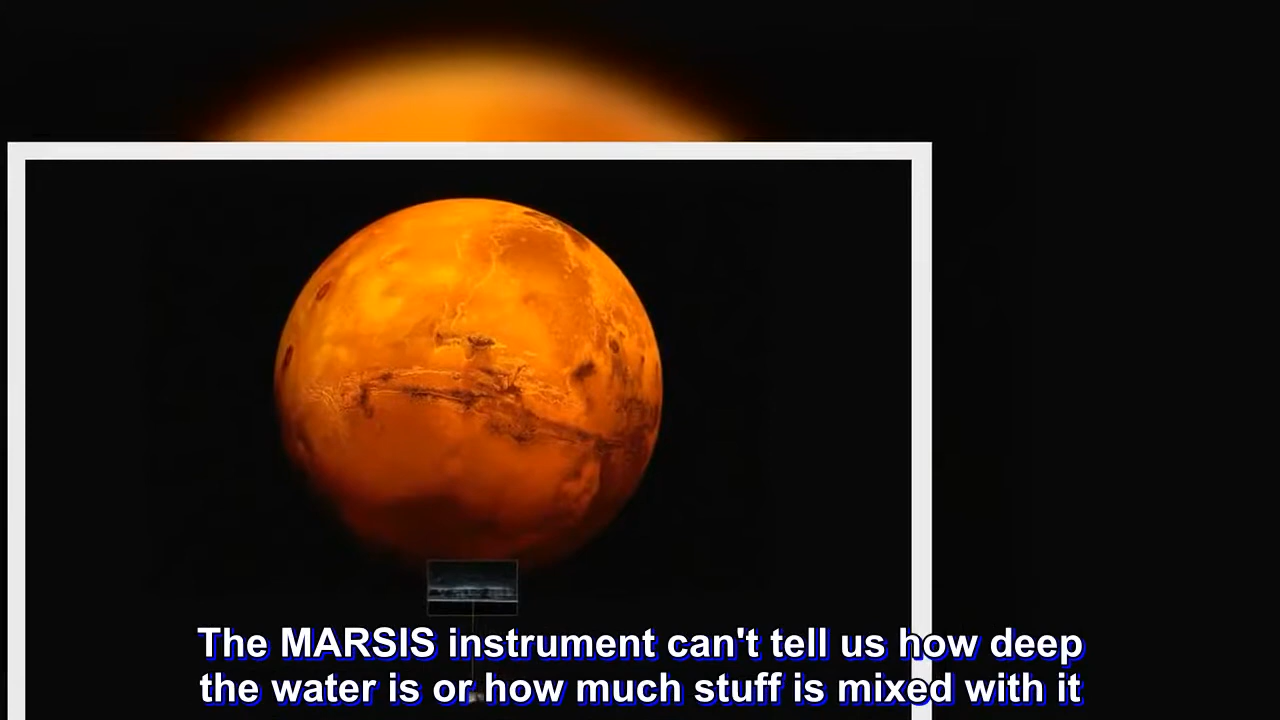 The MARSIS instrument can't tell us how deep
the water is or how much stuff is mixed with it